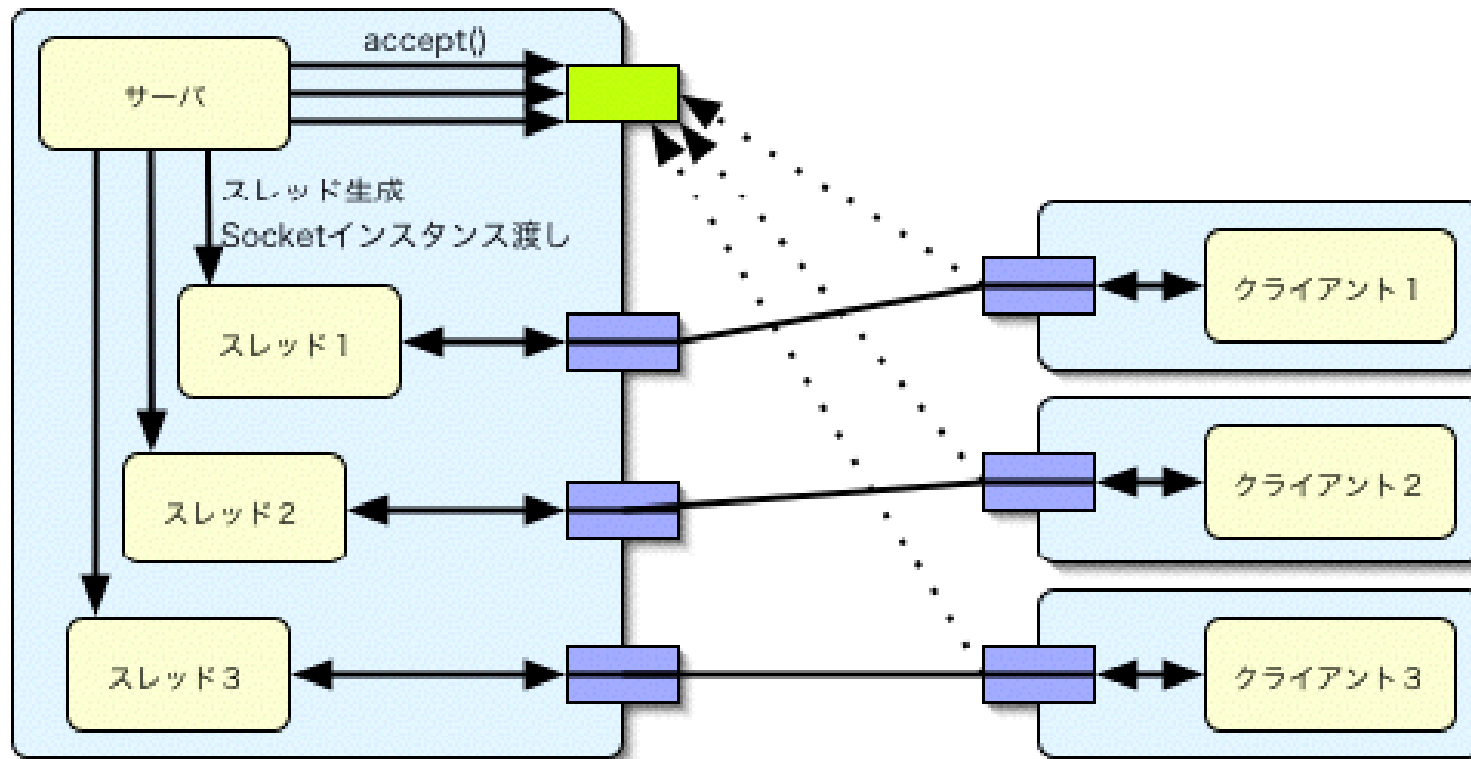 accept()
サーバ
スレッド生成
Socketインスタンス渡し
クライアント1
スレッド1
クライアント2
スレッド2
スレッド3
クライアント3